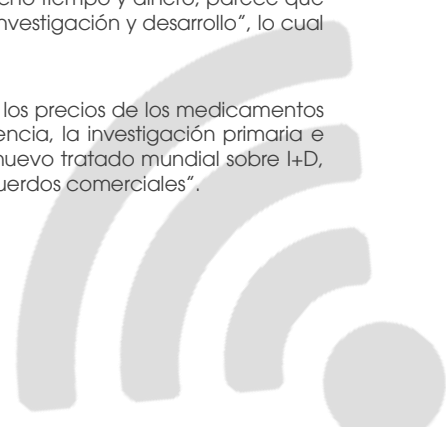 tiempo y dinero, parece que
nvestigación y desarrollo”, lo cual
los precios de los medicamentos
encia, la investigación primaria e
nuevo tratado mundial sobre I+D,
uerdos comerciales”.